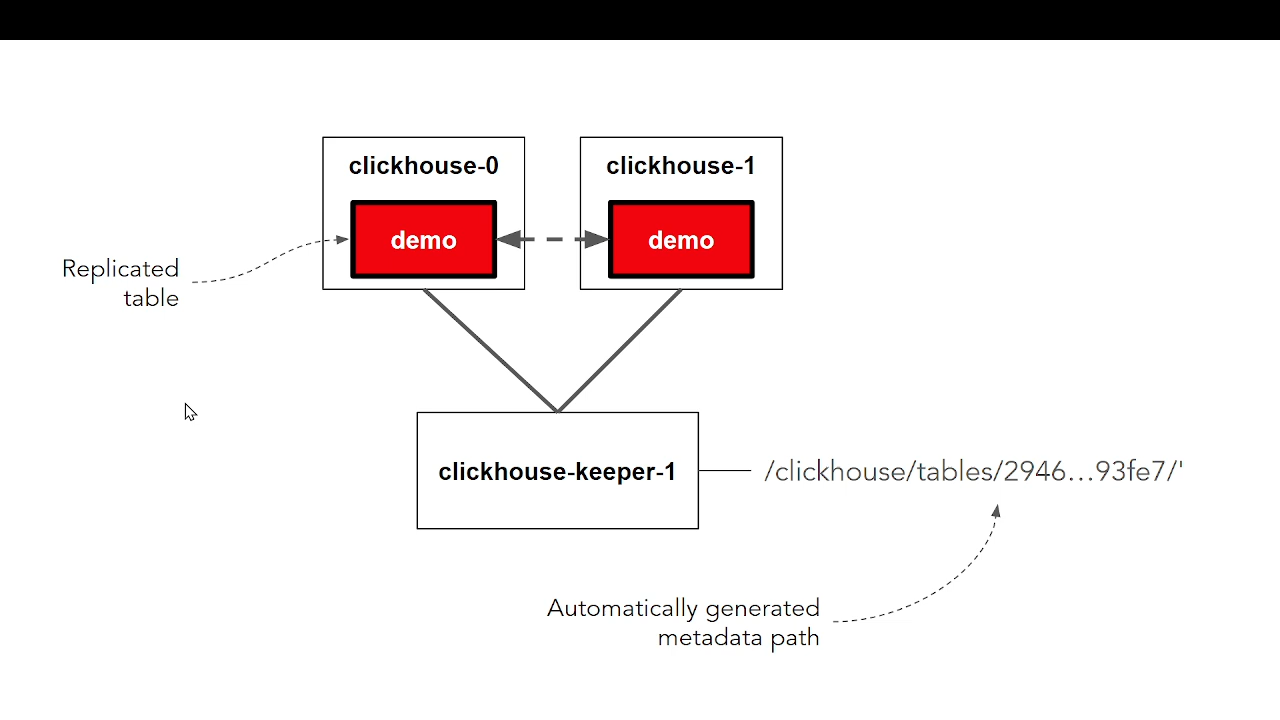 clickhouse-0
clickhouse-1
demo
demo
Replicated
table
clickhouse-keeper-1
/clickhouse/tables/2946...93fe7/'
Automatically generated
metadata path